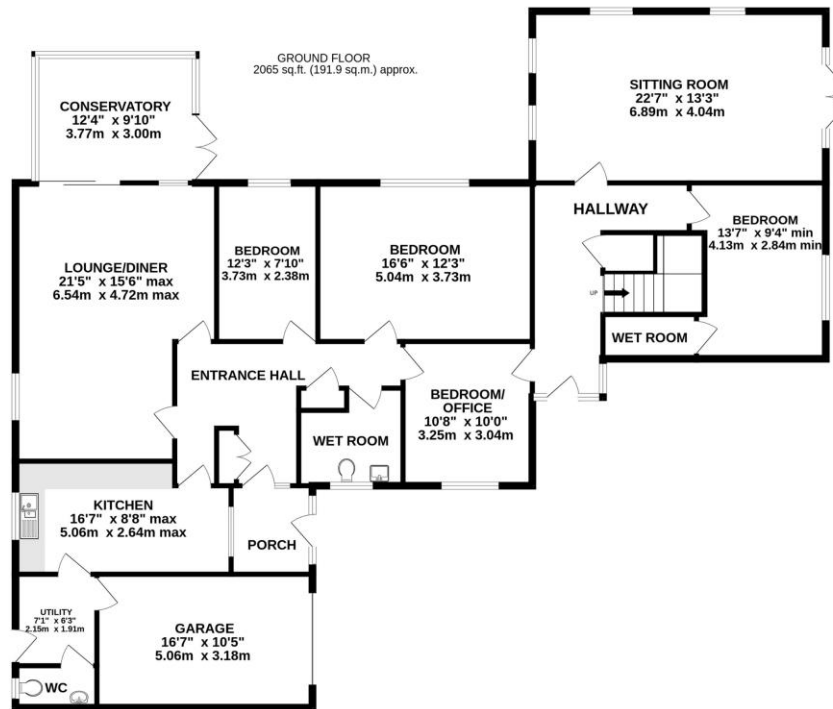 GROUND FLOOR
2065 sq.ft. (191.9 sq.m.) approx.
CONSERVATORY
12'4" x 9'10"
3.77m x 3.00m
SITTING ROOM
22'7" x 13'3"
6.89m x 4.04m
LOUNGE/DINER
21'5" x 15'6" max
6.54m x 4.72m max
BEDROOM
12'3" x 7'10"
3.73m x 2.38m
BEDROOM
16'6" x 12'3"
5.04m x 3.73m
HALLWAY
BEDROOM
13'7" x 9'4" min
4.13m x 2.84m min
UP
WET ROOM
ENTRANCE HALL
BEDROOM/
OFFICE
10'8" x 10'0"
3.25m x 3.04m
WET ROOM
KITCHEN
16'7" x 8'8" max
5.06m x 2.64m max
PORCH
UTILITY
7'1" x 6'3"
2.15m x 1.91m
GARAGE
16'7" x 10'5"
5.06m x 3.18m
WC